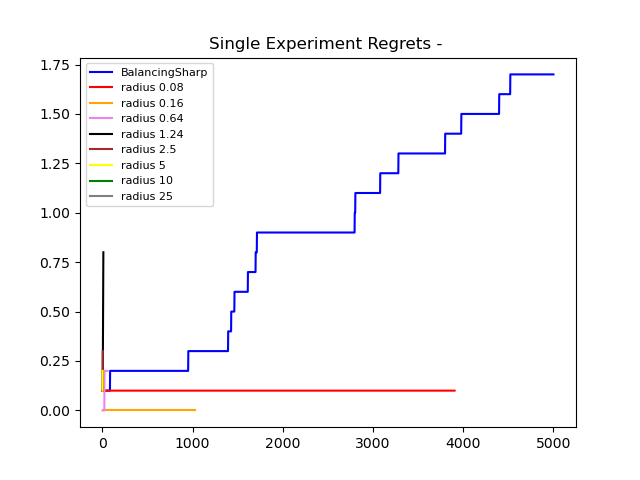 Single Experiment Regrets -
1.75
1.50
1.25
1.00
0.75
0.50
0.25
0.00
BalancingSharp
radius 0.08
radius 0.16
radius 0.64
radius 1.24
radius 2.5
radius 5
radius 10
radius 25
0 1000 2000 3000 4000 5000